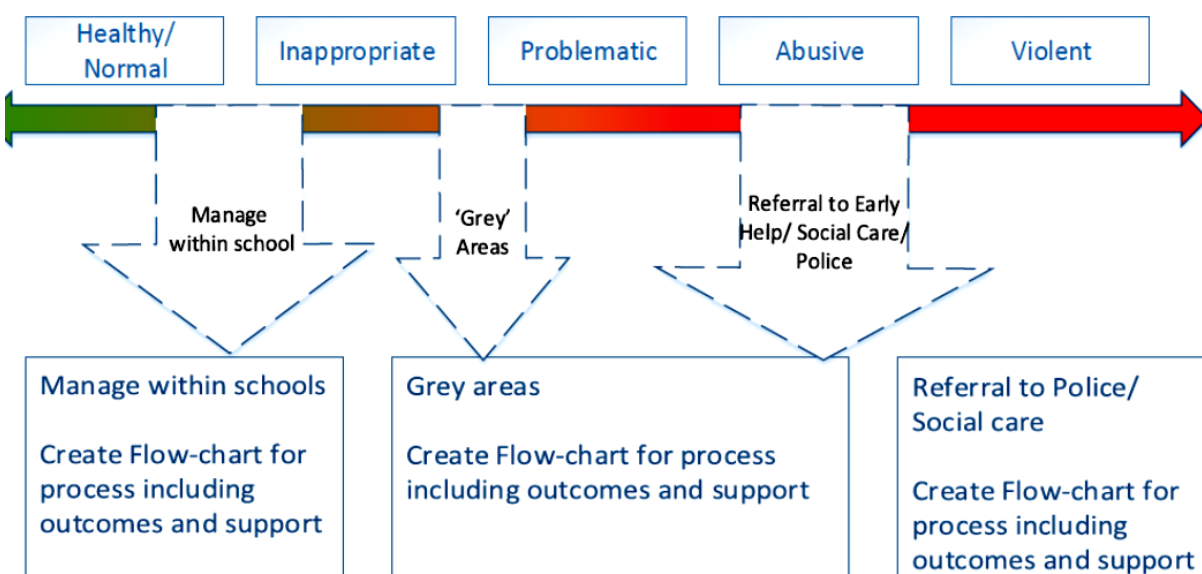 Healthy/
Normal
Inappropriate
Problematic
Abusive
Violent
Manage
within school
‘Grey’
Areas
Referral to Early
Help/ Social Care/
Police
Manage within schools
Create Flow-chart for
process including
outcomes and support
Grey areas
Create Flow-chart for process
including outcomes and support
Referral to Police/
Social care
Create Flow-chart for
process including
outcomes and support